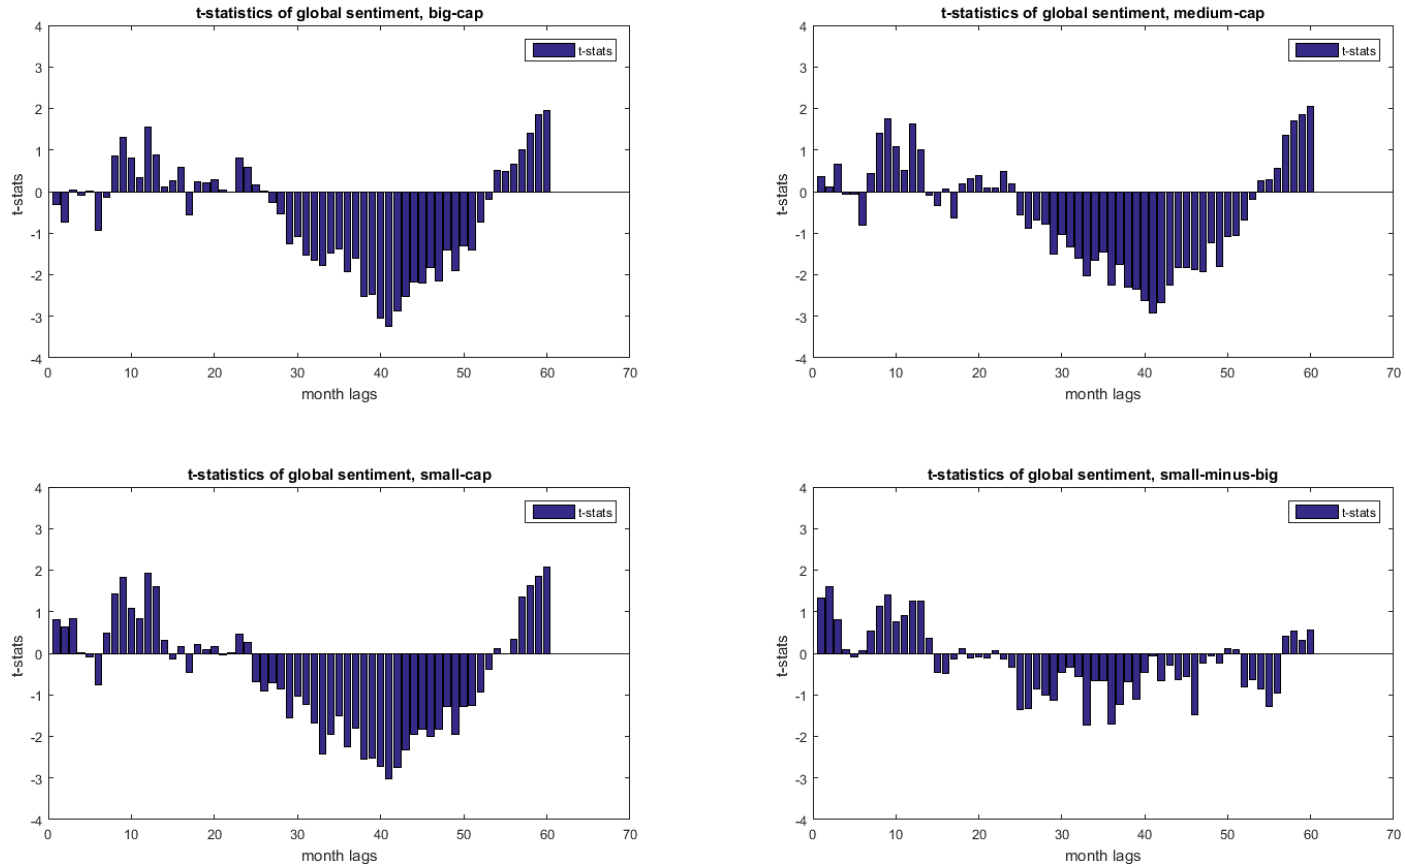 t-statistics of global sentiment, big-cap
t-stats
4
3
2
1
0
-1
-2
-3
-4
t-stats
0 10 20 30 40 50 60 70
month lags
t-statistics of global sentiment, medium-cap
t-stats
4
3
2
1
0
-1
-2
-3
-4
t-stats
0 10 20 30 40 50 60 70
month lags
t-statistics of global sentiment, small-cap
t-stats
4
3
2
1
0
-1
-2
-3
-4
t-stats
0 10 20 30 40 50 60 70
month lags
t-statistics of global sentiment, small-minus-big
t-stats
4
3
2
1
0
-1
-2
-3
-4
t-stats
0 10 20 30 40 50 60 70
month lags